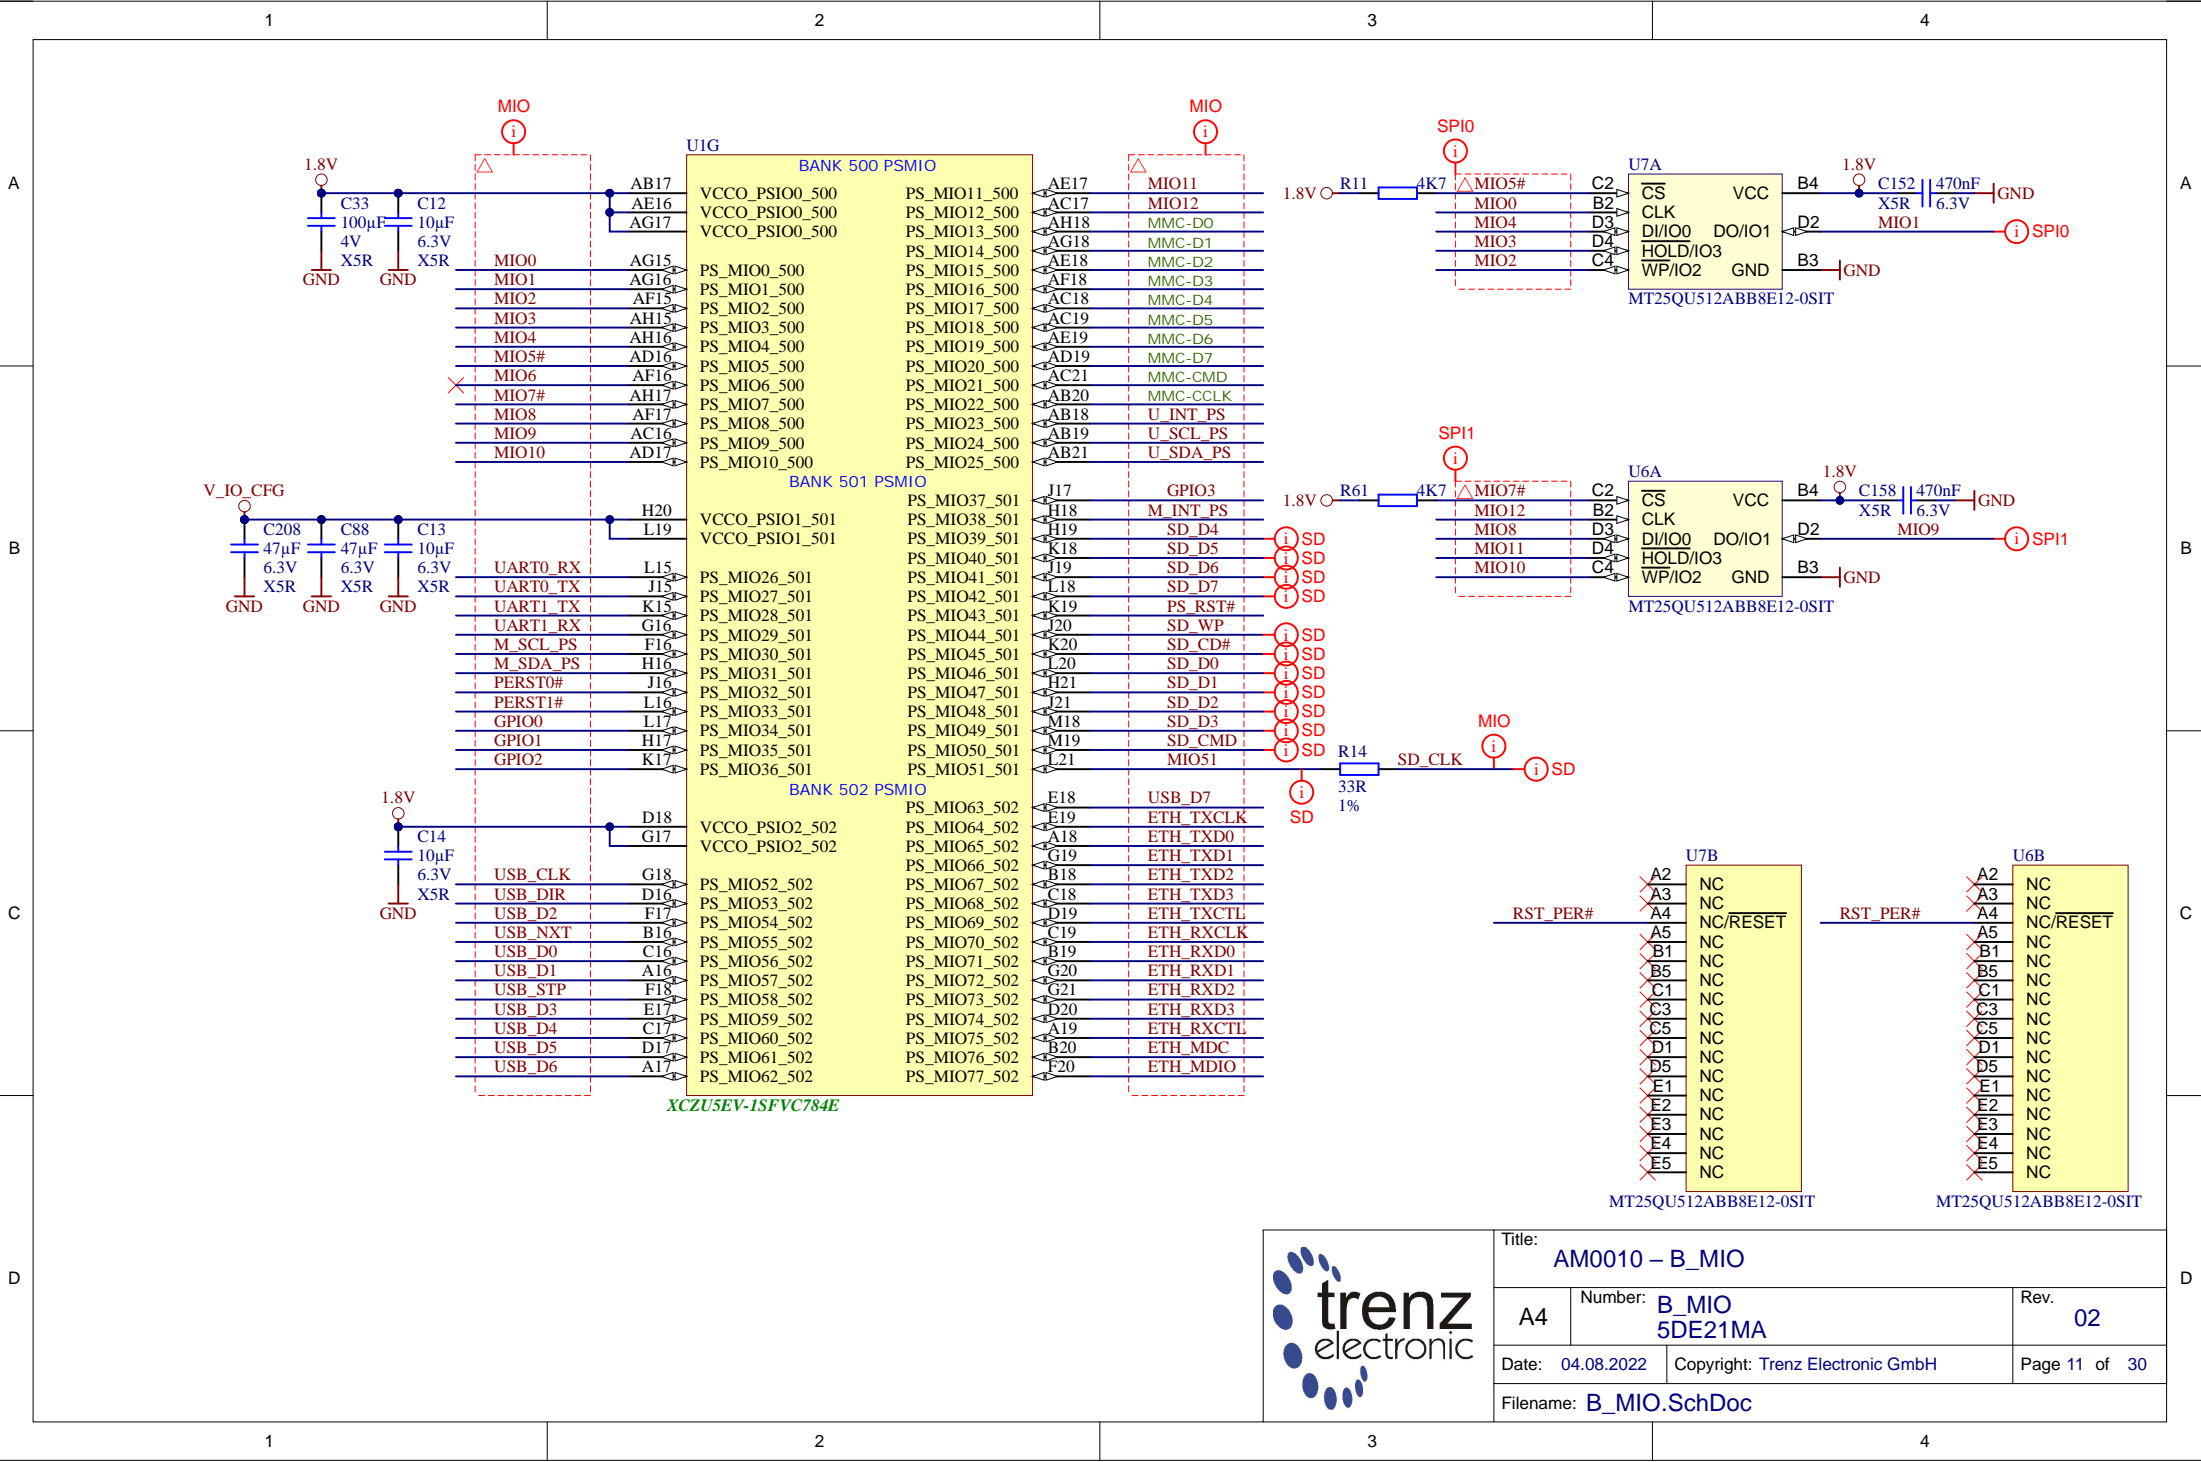 1 2 3 4
A
B
C
D
MIO
1.8V
C33
100µF
4V
X5R
GND
C12
10µF
6.3V
X5R
GND
MIO0
MIO1
MIO2
MIO3
MIO4
MIO5#
MIO6
MIO7#
MIO8
MIO9
MIO10
V_IO_CFG
C208
47µF
6.3V
X5R
GND
C88
47µF
6.3V
X5R
GND
C13
10µF
6.3V
X5R
GND
UART0_RX
UART0_TX
UART1_TX
UART1_RX
M_SCL_PS
M_SDA_PS
PERST0#
PERST1#
GPIO0
GPIO1
GPIO2
1.8V
C14
10µF
6.3V
X5R
GND
USB_CLK
USB_DIR
USB_D2
USB_NXT
USB_D0
USB_D1
USB_STP
USB_D3
USB_D4
USB_D5
USB_D6
U1G
BANK 500 PSMIO
AB17 VCCO_PSIO0_500
AE16 VCCO_PSIO0_500
AG17 VCCO_PSIO0_500
AG15 PS_MIO0_500
AG16 PS_MIO1_500
AF15 PS_MIO2_500
AH15 PS_MIO3_500
AH16 PS_MIO4_500
AD16 PS_MIO5_500
AF16 PS_MIO6_500
AH17 PS_MIO7_500
AF17 PS_MIO8_500
AC16 PS_MIO9_500
AD17 PS_MIO10_500
BANK 501 PSMIO
H20 VCCO_PSIO1_501
L19 VCCO_PSIO1_501
L15 PS_MIO26_501
J15 PS_MIO27_501
K15 PS_MIO28_501
G16 PS_MIO29_501
F16 PS_MIO30_501
H16 PS_MIO31_501
J16 PS_MIO32_501
L16 PS_MIO33_501
L17 PS_MIO34_501
H17 PS_MIO35_501
K17 PS_MIO36_501
BANK 502 PSMIO
D18 VCCO_PSIO2_502
G17 VCCO_PSIO2_502
G18 PS_MIO52_502
D16 PS_MIO53_502
F17 PS_MIO54_502
B16 PS_MIO55_502
C16 PS_MIO56_502
A16 PS_MIO57_502
F18 PS_MIO58_502
E17 PS_MIO59_502
C17 PS_MIO60_502
D17 PS_MIO61_502
A17 PS_MIO62_502
XCZU5EV-1SFVC784E
MIO
PS_MIO11_500 AE17 MIO11
PS_MIO12_500 AC17 MIO12
PS_MIO13_500 AH18 MMC-D0
PS_MIO14_500 AG18 MMC-D1
PS_MIO15_500 AE18 MMC-D2
PS_MIO16_500 AF18 MMC-D3
PS_MIO17_500 AC18 MMC-D4
PS_MIO18_500 AC19 MMC-D5
PS_MIO19_500 AE19 MMC-D6
PS_MIO20_500 AD19 MMC-D7
PS_MIO21_500 AC21 MMC-CMD
PS_MIO22_500 AB20 MMC-CCLK
PS_MIO23_500 AB18 U_INT_PS
PS_MIO24_500 AB19 U_SCL_PS
PS_MIO25_500 AB21 U_SDA_PS
PS_MIO37_501 J17 GPIO3
PS_MIO38_501 H18 M_INT_PS
PS_MIO39_501 H19 SD_D4 i SD
PS_MIO40_501 K18 SD_D5 i SD
PS_MIO41_501 J19 SD_D6 i SD
PS_MIO42_501 L18 SD_D7 i SD
PS_MIO43_501 K19 PS_RST#
PS_MIO44_501 J20 SD_WP i SD
PS_MIO45_501 K20 SD_CD# i SD
PS_MIO46_501 L20 SD_D0 i SD
PS_MIO47_501 H21 SD_D1 i SD
PS_MIO48_501 J21 SD_D2 i SD
PS_MIO49_501 M18 SD_D3 i SD
PS_MIO50_501 M19 SD_CMD i SD
PS_MIO51_501 L21 MIO51
i SD
R14
33R
1%
SD_CLK
MIO
i SD
PS_MIO63_502 E18 USB_D7
PS_MIO64_502 E19 ETH_TXCLK
PS_MIO65_502 A18 ETH_TXD0
PS_MIO66_502 G19 ETH_TXD1
PS_MIO67_502 B18 ETH_TXD2
PS_MIO68_502 C18 ETH_TXD3
PS_MIO69_502 D19 ETH_TXCTL
PS_MIO70_502 C19 ETH_RXCLK
PS_MIO71_502 B19 ETH_RXD0
PS_MIO72_502 G20 ETH_RXD1
PS_MIO73_502 G21 ETH_RXD2
PS_MIO74_502 D20 ETH_RXD3
PS_MIO75_502 A19 ETH_RXCTL
PS_MIO76_502 B20 ETH_MDC
PS_MIO77_502 F20 ETH_MDIO
SPI0
1.8V R11 4K7 MIO5# C2 CS
MIO0 B2 CLK
MIO4 D3 DI/IO0
MIO3 D4 HOLD/IO3
MIO2 C4 WP/IO2
U7A
VCC B4 1.8V C152 470nF GND
X5R 6.3V
DO/IO1 D2 MIO1 i SPI0
GND B3 GND
MT25QU512ABB8E12-0SIT
SPI1
1.8V R61 4K7 MIO7# C2 CS
MIO12 B2 CLK
MIO8 D3 DI/IO0
MIO11 D4 HOLD/IO3
MIO10 C4 WP/IO2
U6A
VCC B4 1.8V C158 470nF GND
X5R 6.3V
DO/IO1 D2 MIO9 i SPI1
GND B3 GND
MT25QU512ABB8E12-0SIT
U7B
A2 NC
A3 NC
RST_PER# A4 NC/RESET
A5 NC
B1 NC
B5 NC
C1 NC
C3 NC
C5 NC
D1 NC
D5 NC
E1 NC
E2 NC
E3 NC
E4 NC
E5 NC
MT25QU512ABB8E12-0SIT
U6B
A2 NC
A3 NC
RST_PER# A4 NC/RESET
A5 NC
B1 NC
B5 NC
C1 NC
C3 NC
C5 NC
D1 NC
D5 NC
E1 NC
E2 NC
E3 NC
E4 NC
E5 NC
MT25QU512ABB8E12-0SIT
trenz
electronic
Title:
AM0010 – B_MIO
A4
Number: B_MIO
5DE21MA
Rev.
02
Date: 04.08.2022
Copyright: Trenz Electronic GmbH
Page 11 of 30
Filename: B_MIO.SchDoc
A
B
C
D
1 2 3 4